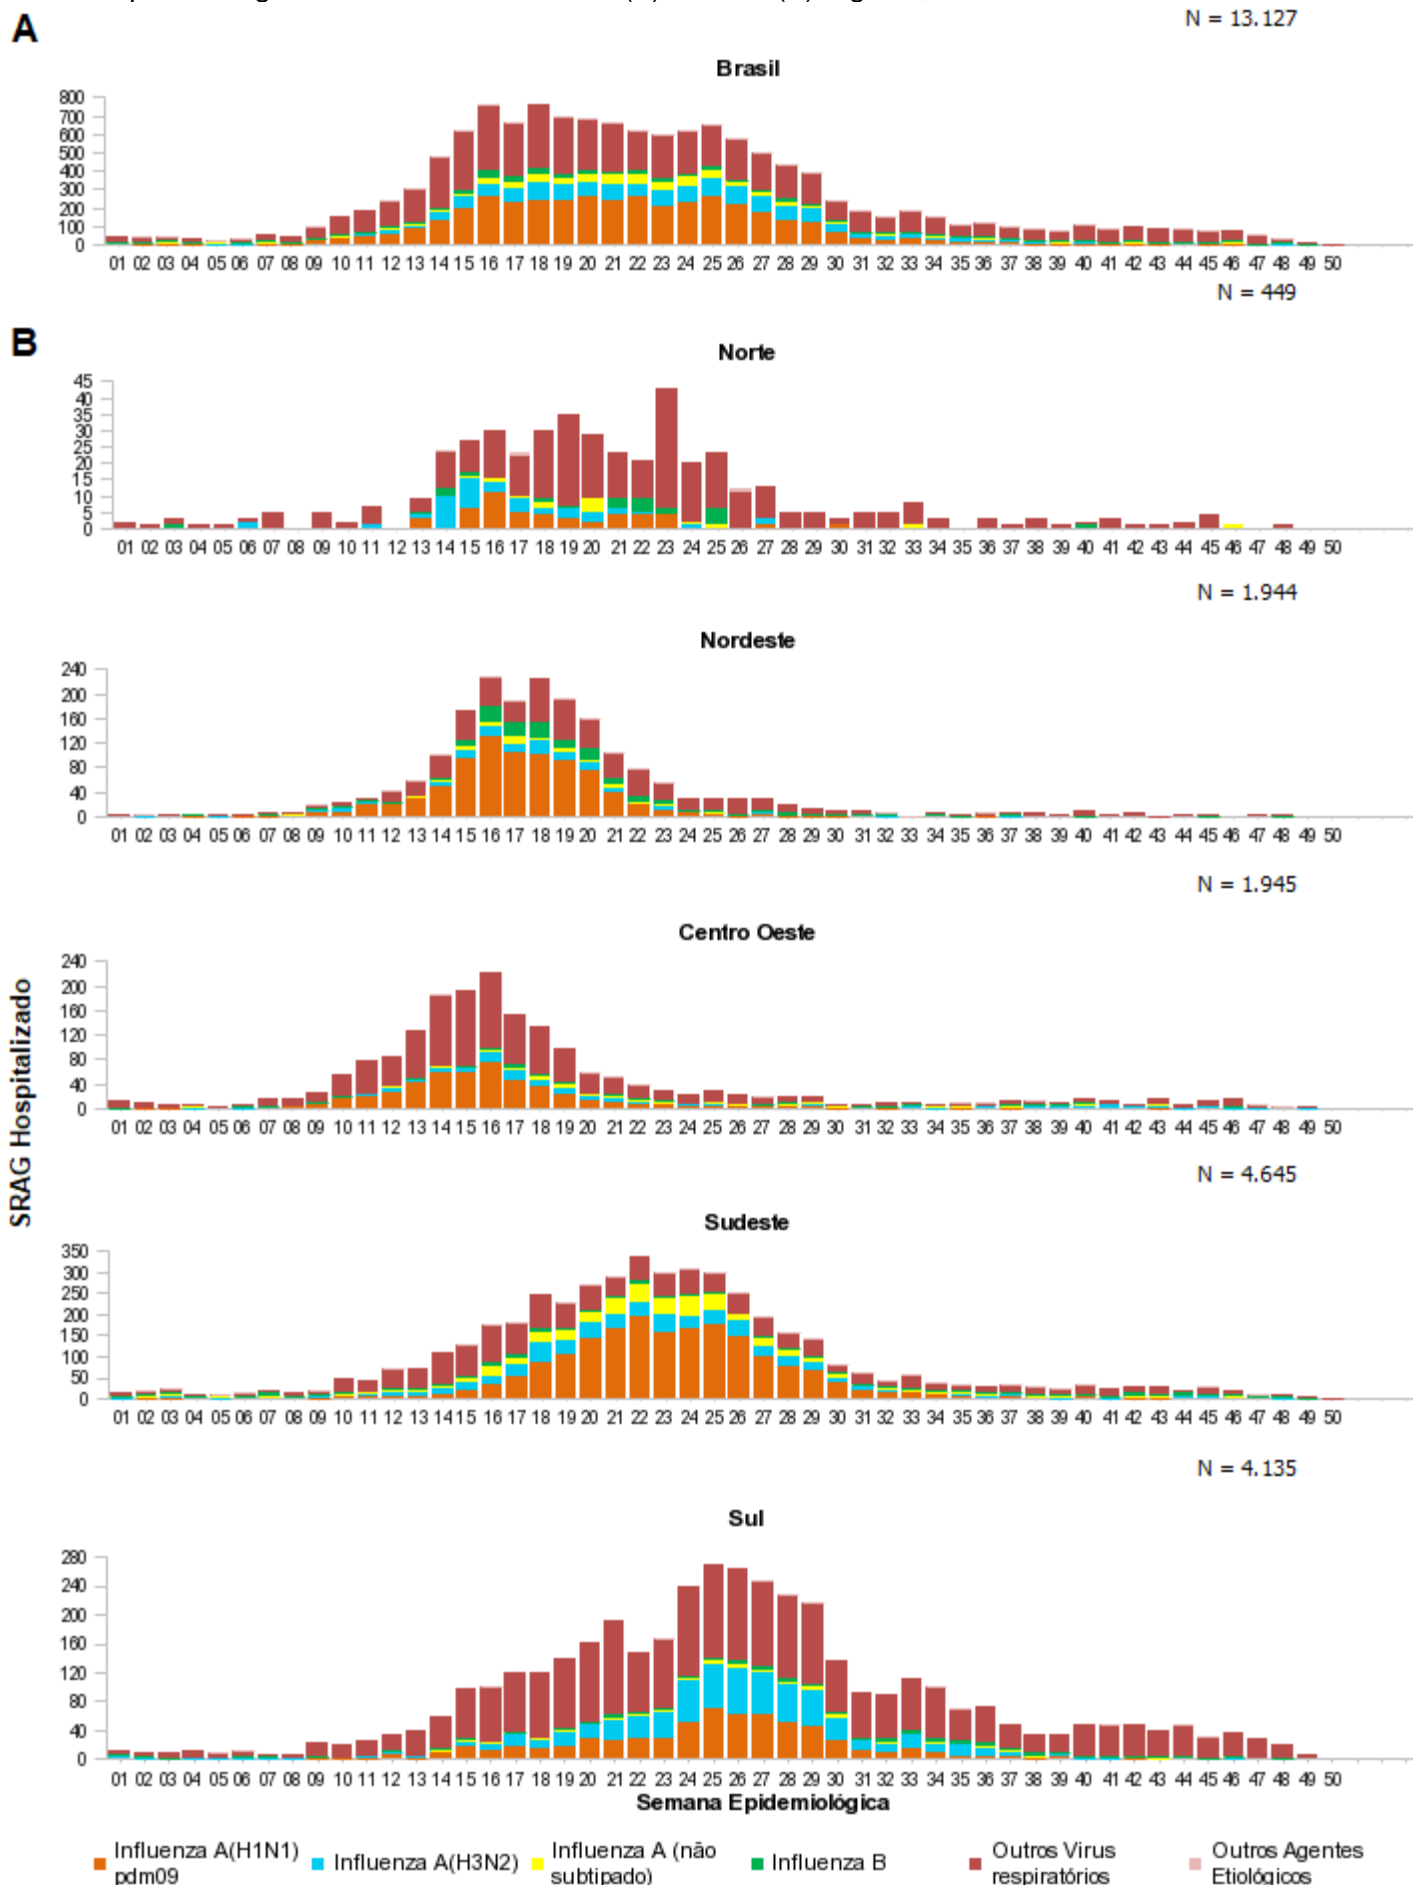 N = 13.127
A
Brasil
800
700
600
500
400
300
200
100
0
01 02 03 04 05 06 07 08 09 10 11 12 13 14 15 16 17 18 19 20 21 22 23 24 25 26 27 28 29 30 31 32 33 34 35 36 37 38 39 40 41 42 43 44 45 46 47 48 49 50
N = 449
B
Norte
45
40
35
30
25
20
15
10
5
0
01 02 03 04 05 06 07 08 09 10 11 12 13 14 15 16 17 18 19 20 21 22 23 24 25 26 27 28 29 30 31 32 33 34 35 36 37 38 39 40 41 42 43 44 45 46 47 48 49 50
N = 1.944
Nordeste
240
200
160
120
80
40
0
01 02 03 04 05 06 07 08 09 10 11 12 13 14 15 16 17 18 19 20 21 22 23 24 25 26 27 28 29 30 31 32 33 34 35 36 37 38 39 40 41 42 43 44 45 46 47 48 49 50
N = 1.945
Centro Oeste
240
200
160
120
80
40
0
01 02 03 04 05 06 07 08 09 10 11 12 13 14 15 16 17 18 19 20 21 22 23 24 25 26 27 28 29 30 31 32 33 34 35 36 37 38 39 40 41 42 43 44 45 46 47 48 49 50
SRAG Hospitalizado
N = 4.645
Sudeste
350
300
250
200
150
100
50
0
01 02 03 04 05 06 07 08 09 10 11 12 13 14 15 16 17 18 19 20 21 22 23 24 25 26 27 28 29 30 31 32 33 34 35 36 37 38 39 40 41 42 43 44 45 46 47 48 49 50
N = 4.135
Sul
280
240
200
160
120
80
40
0
01 02 03 04 05 06 07 08 09 10 11 12 13 14 15 16 17 18 19 20 21 22 23 24 25 26 27 28 29 30 31 32 33 34 35 36 37 38 39 40 41 42 43 44 45 46 47 48 49 50
Semana Epidemiológica
Influenza A(H1N1)
pdm09
Influenza A(H3N2)
Influenza A (não
subtipado)
Influenza B
Outros Virus
respiratórios
Outros Agentes
Etiológicos